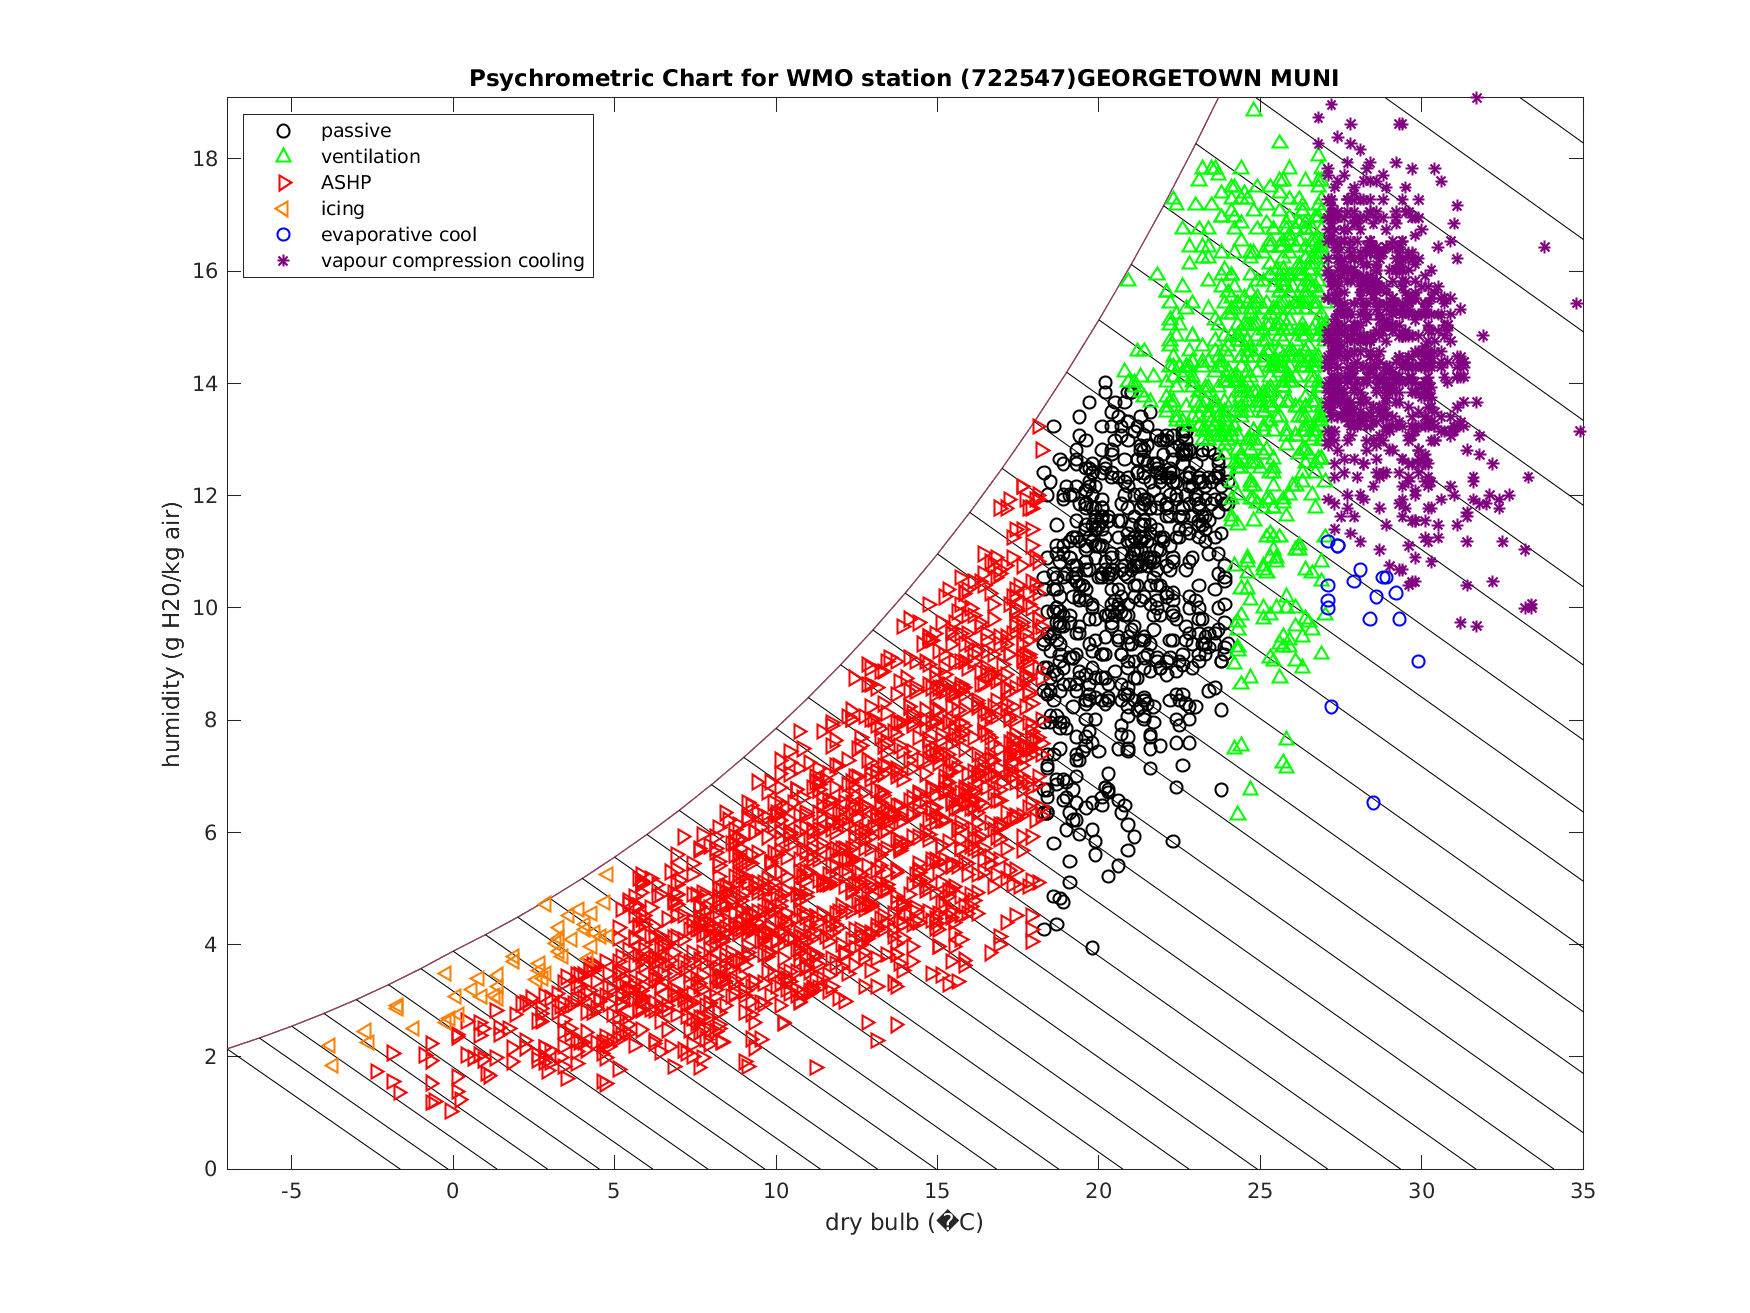 Psychrometric Chart for WMO station (722547)GEORGETOWN MUNI
passive
ventilation
ASHP
icing
evaporative cool
vapour compression cooling
humidity (g H20/kg air)
18
16
14
12
10
8
6
4
2
0
-5 0 5 10 15 20 25 30 35
dry bulb (�C)